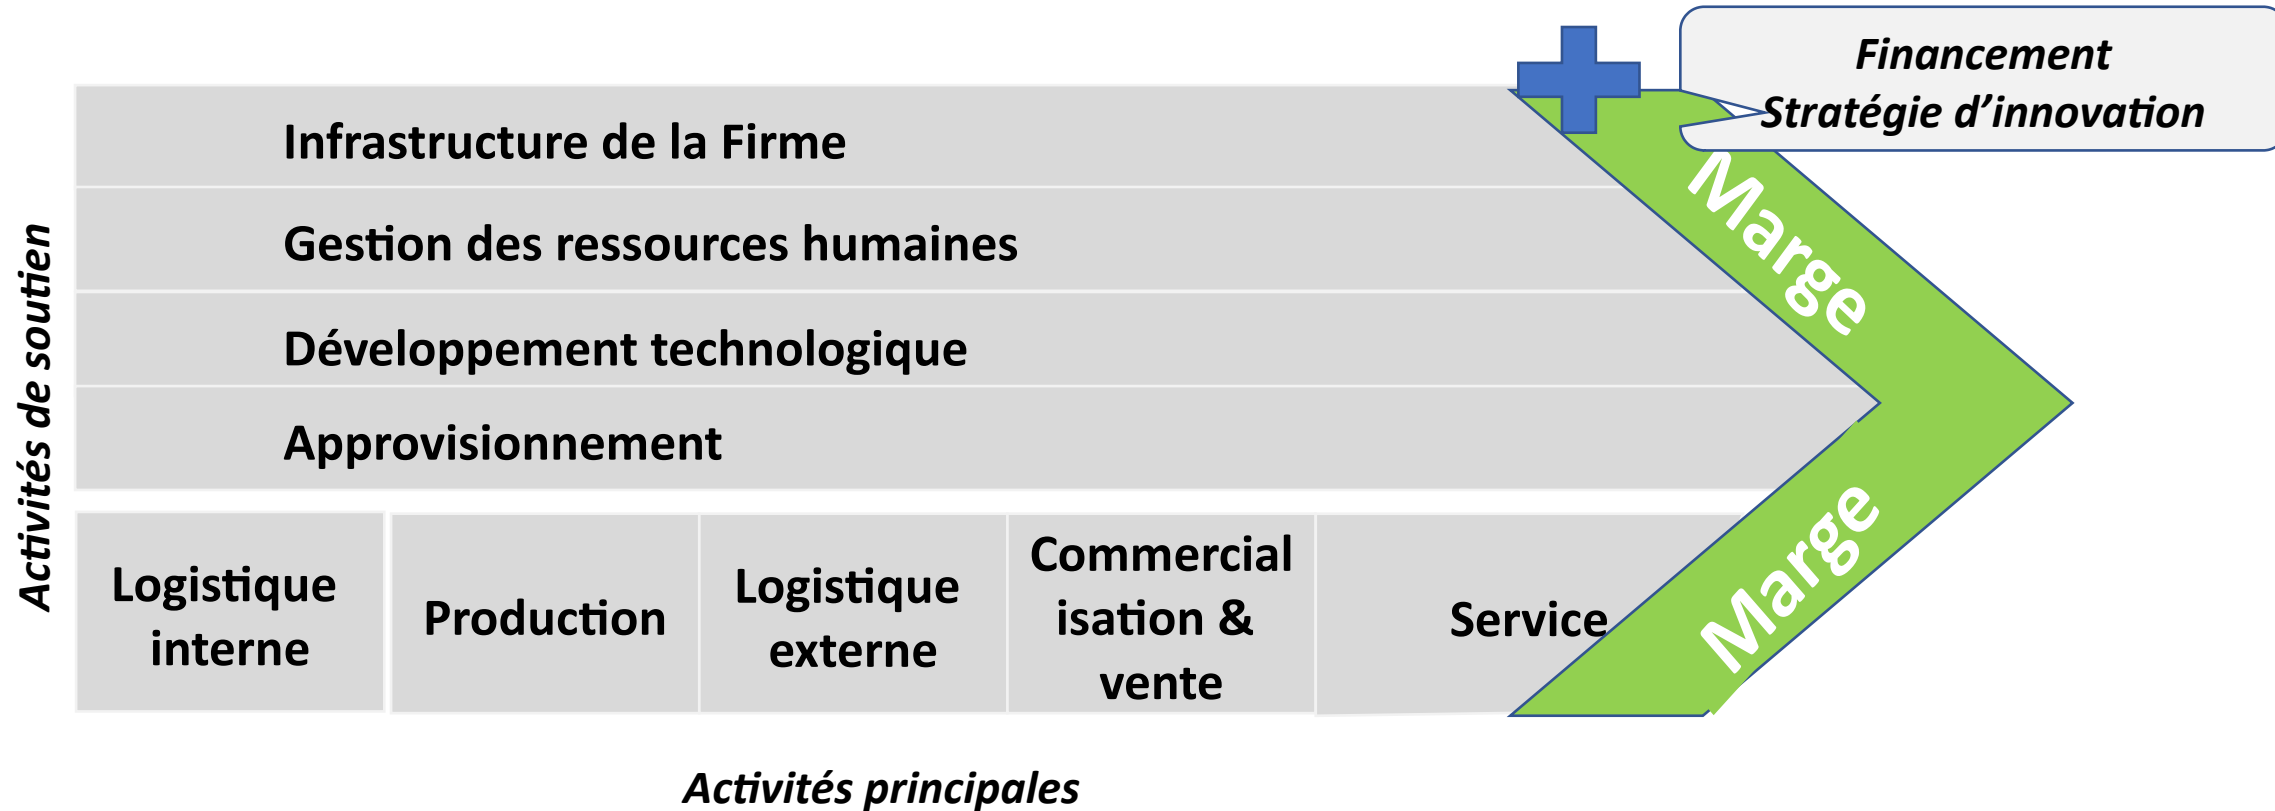 Financement
Stratégie d'innovation
Infrastructure de la Firme
Gestion des ressources humaines
Développement technologique
Approvisionnement
Activités de soutien
Marge
Marge
Logistique
interne
Production
Logistique
externe
Commercial
isation &
vente
Service
Activités principales